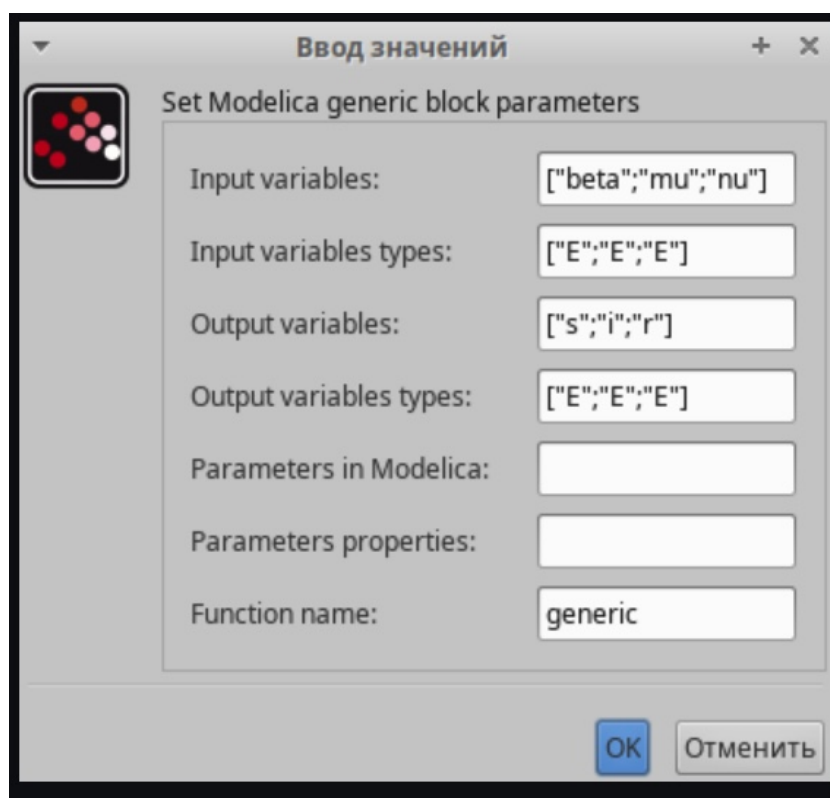 Ввод значений
Set Modelica generic block parameters
Input variables: ["beta";"mu";"nu"]
Input variables types: ["E";"E";"E"]
Output variables: ["s";"i";"r"]
Output variables types: ["E";"E";"E"]
Parameters in Modelica:
Parameters properties:
Function name: generic
OK Отменить